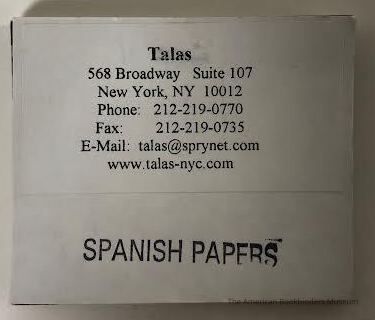 Talas
568 Broadway Suite 107
New York, NY 10012
Phone: 212-219-0770
Fax: 212-219-0735
E-Mail: talas@sprynet.com
www.talas-nyc.com
SPANISH PAPERS
The American Bookbinders Museum